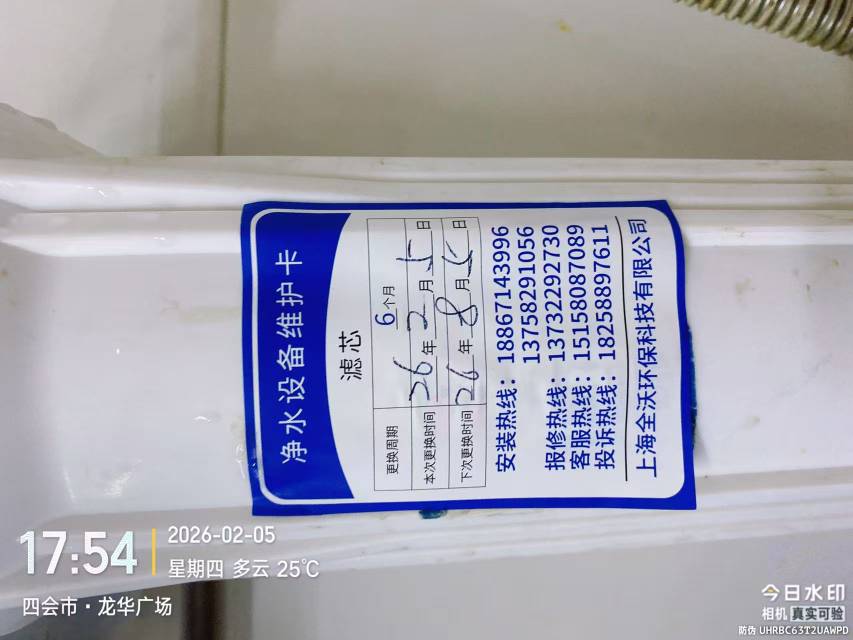 净水设备维护卡
滤芯
更换周期 6个月
本次更换时间 26年2月5日
下次更换时间 26年8月5日
安装热线：18867143996
13758291056
报修热线：13732292730
客服热线：15158087089
投诉热线：18258897611
上海全沃环保科技有限公司
17:54
2026-02-05
星期四 多云 25℃
四会市·龙华广场
今日水印
相机 真实可验
防伪 UHRBC63T2UAWPD